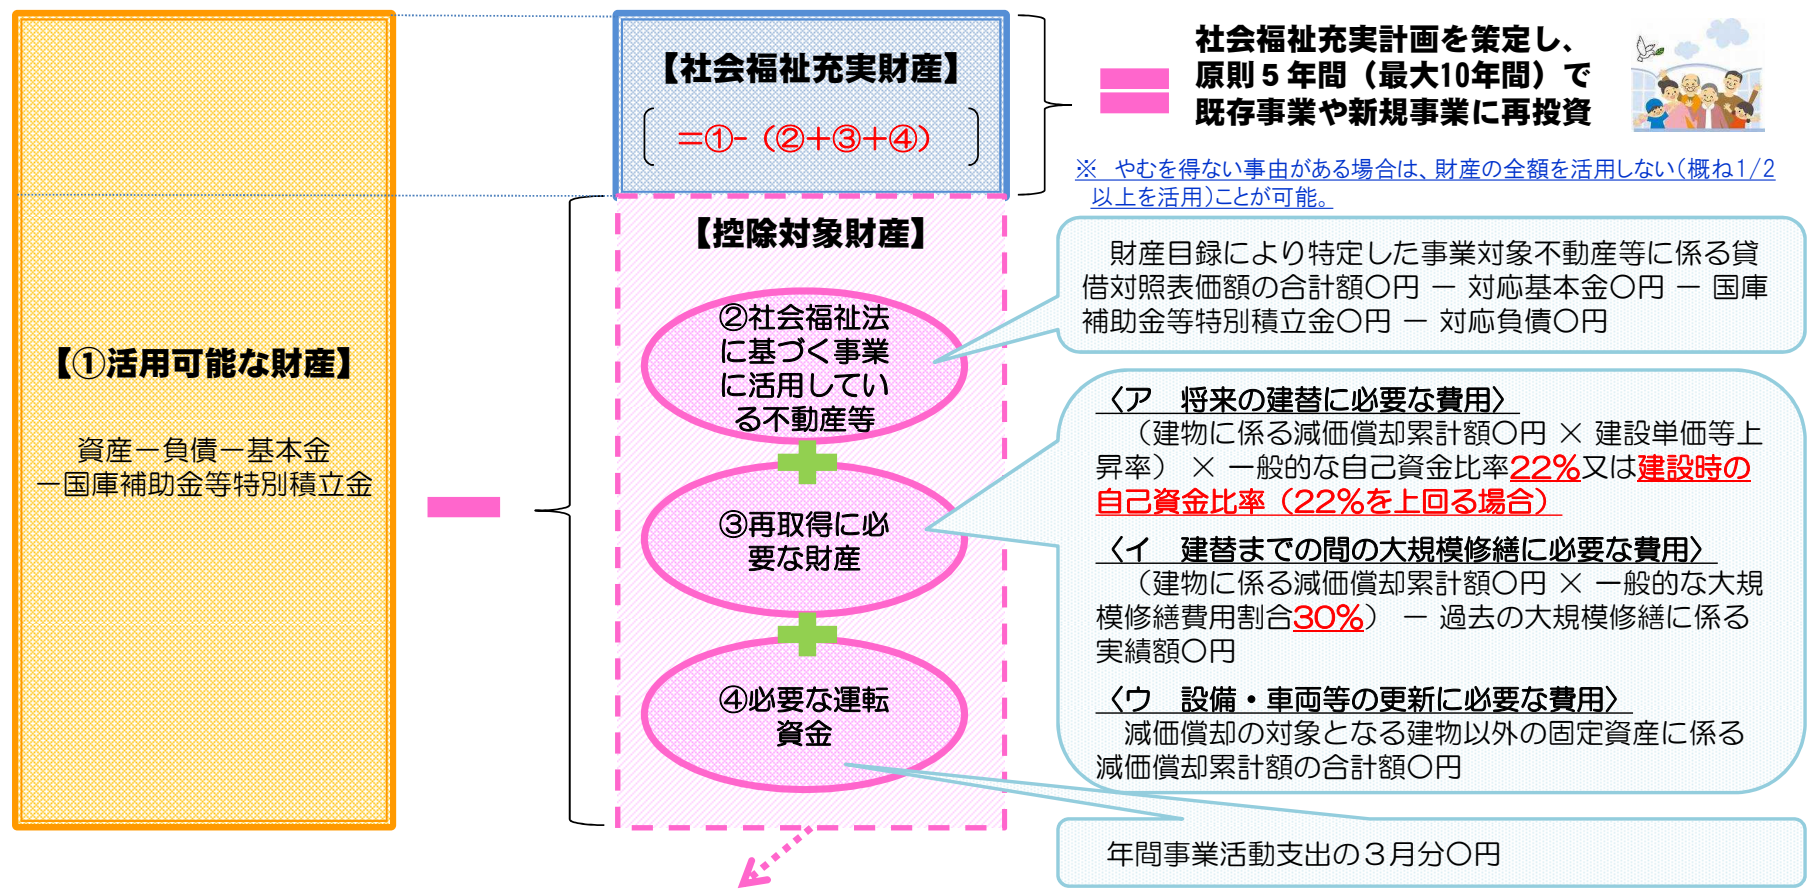 【①活用可能な財産】
資産－負債－基本金
－国庫補助金等特別積立金
【社会福祉充実財産】
＝①-（②＋③＋④）
社会福祉充実計画を策定し、
原則５年間（最大10年間）で
既存事業や新規事業に再投資
※　やむを得ない事由がある場合は、財産の全額を活用しない（概ね1/2
以上を活用）ことが可能。
【控除対象財産】
②社会福祉法
に基づく事業
に活用してい
る不動産等
③再取得に必
要な財産
④必要な運転
資金
財産目録により特定した事業対象不動産等に係る貸
借対照表価額の合計額〇円 － 対応基本金〇円 － 国庫
補助金等特別積立金〇円 － 対応負債〇円
〈ア　将来の建替に必要な費用〉
（建物に係る減価償却累計額〇円 × 建設単価等上
昇率） × 一般的な自己資金比率22％又は建設時の
自己資金比率（22％を上回る場合）
〈イ　建替までの間の大規模修繕に必要な費用〉
（建物に係る減価償却累計額〇円 × 一般的な大規
模修繕費用割合30％） － 過去の大規模修繕に係る
実績額〇円
〈ウ　設備・車両等の更新に必要な費用〉
減価償却の対象となる建物以外の固定資産に係る
減価償却累計額の合計額〇円
年間事業活動支出の３月分〇円